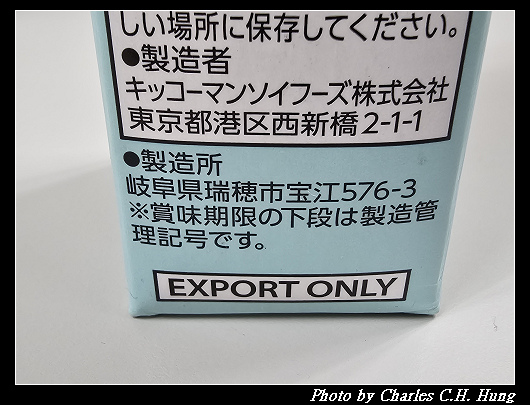 しい場所に保存してください。
●製造者
キッコーマンソイフーズ株式会社
東京都港区西新橋2-1-1
●製造所
岐阜県瑞穂市宝江576-3
※賞味期限の下段は製造管
理記号です。
EXPORT ONLY
Photo by Charles C.H. Hung